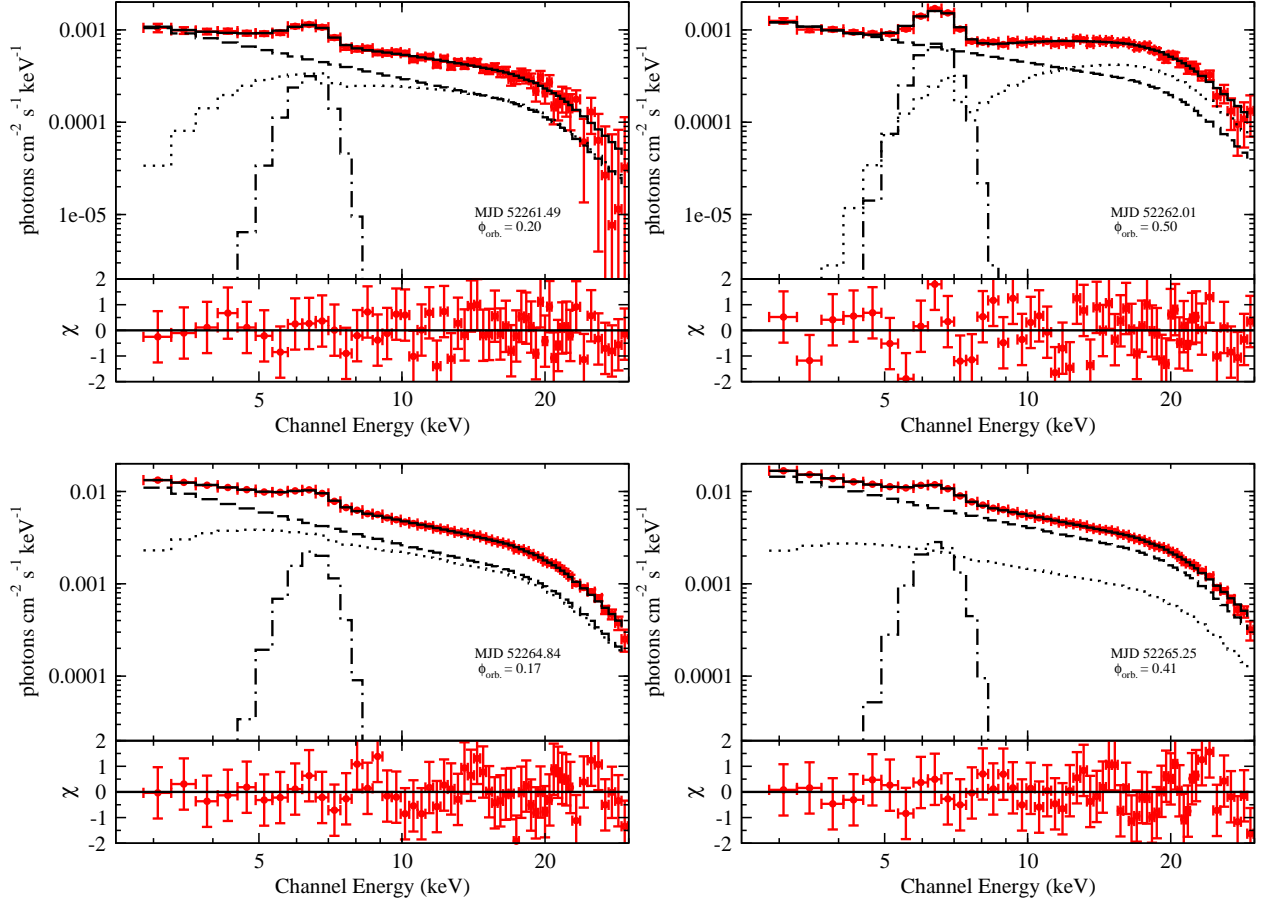 photons cm⁻² s⁻¹ keV⁻¹
0.001
0.0001
1e-05
MJD 52261.49
ϕorb. = 0.20
χ
2
1
0
-1
-2
5
10
20
Channel Energy (keV)
photons cm⁻² s⁻¹ keV⁻¹
0.001
0.0001
1e-05
MJD 52262.01
ϕorb. = 0.50
χ
2
1
0
-1
-2
5
10
20
Channel Energy (keV)
photons cm⁻² s⁻¹ keV⁻¹
0.01
0.001
0.0001
MJD 52264.84
ϕorb. = 0.17
χ
2
1
0
-1
-2
5
10
20
Channel Energy (keV)
photons cm⁻² s⁻¹ keV⁻¹
0.01
0.001
0.0001
MJD 52265.25
ϕorb. = 0.41
χ
2
1
0
-1
-2
5
10
20
Channel Energy (keV)